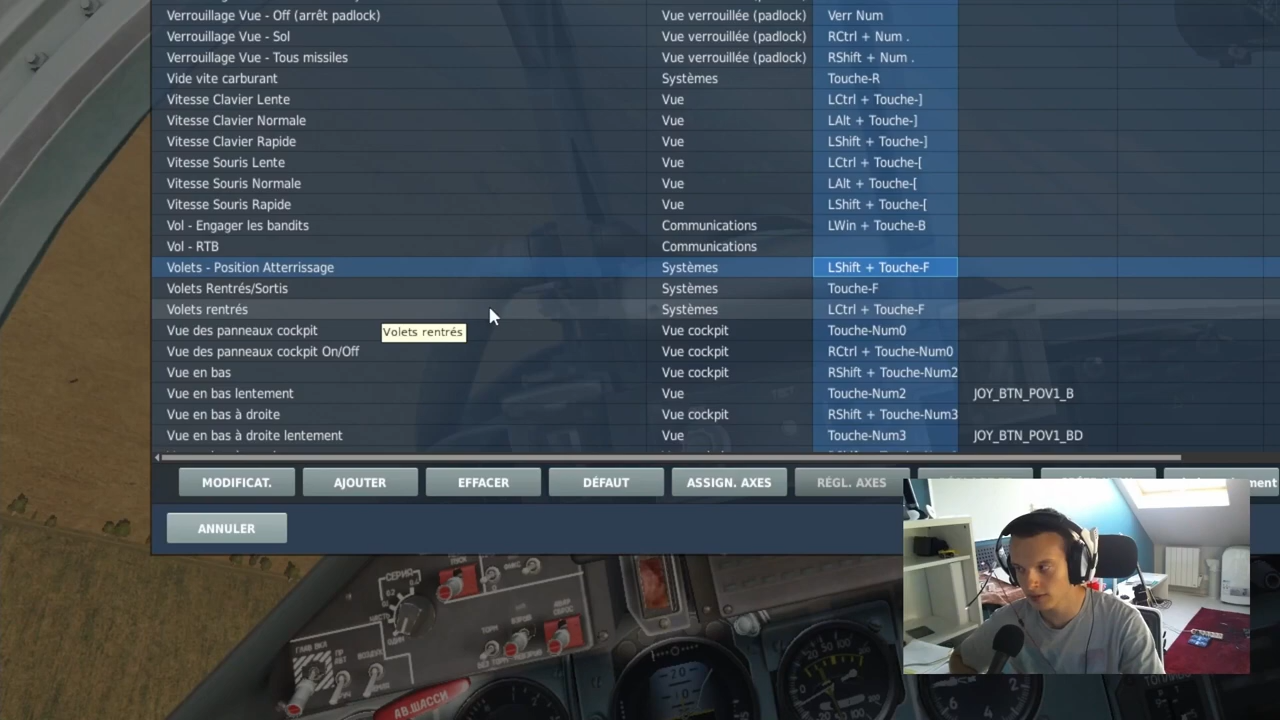 Verrouillage Vue - Off (arrêt padlock) Vue verrouillée (padlock) Verr Num
Verrouillage Vue - Sol Vue verrouillée (padlock) RCtrl + Num .
Verrouillage Vue - Tous missiles Vue verrouillée (padlock) RShift + Num .
Vide vite carburant Systèmes Touche-R
Vitesse Clavier Lente Vue LCtrl + Touche-]
Vitesse Clavier Normale Vue LAlt + Touche-]
Vitesse Clavier Rapide Vue LShift + Touche-]
Vitesse Souris Lente Vue LCtrl + Touche-[
Vitesse Souris Normale Vue LAlt + Touche-[
Vitesse Souris Rapide Vue LShift + Touche-[
Vol - Engager les bandits Communications LWin + Touche-B
Vol - RTB Communications
Volets - Position Atterrissage Systèmes LShift + Touche-F
Volets Rentrés/Sortis Systèmes Touche-F
Volets rentrés Systèmes LCtrl + Touche-F
Volets rentrés
Vue des panneaux cockpit Vue cockpit Touche-Num0
Vue des panneaux cockpit On/Off Vue cockpit RCtrl + Touche-Num0
Vue en bas Vue cockpit RShift + Touche-Num2
Vue en bas lentement Vue Touche-Num2 JOY_BTN_POV1_B
Vue en bas à droite Vue cockpit RShift + Touche-Num3
Vue en bas à droite lentement Vue Touche-Num3 JOY_BTN_POV1_BD
MODIFICAT. AJOUTER EFFACER DÉFAUT ASSIGN. AXES RÉGL. AXES
ANNULER
АВ.ШАССИ